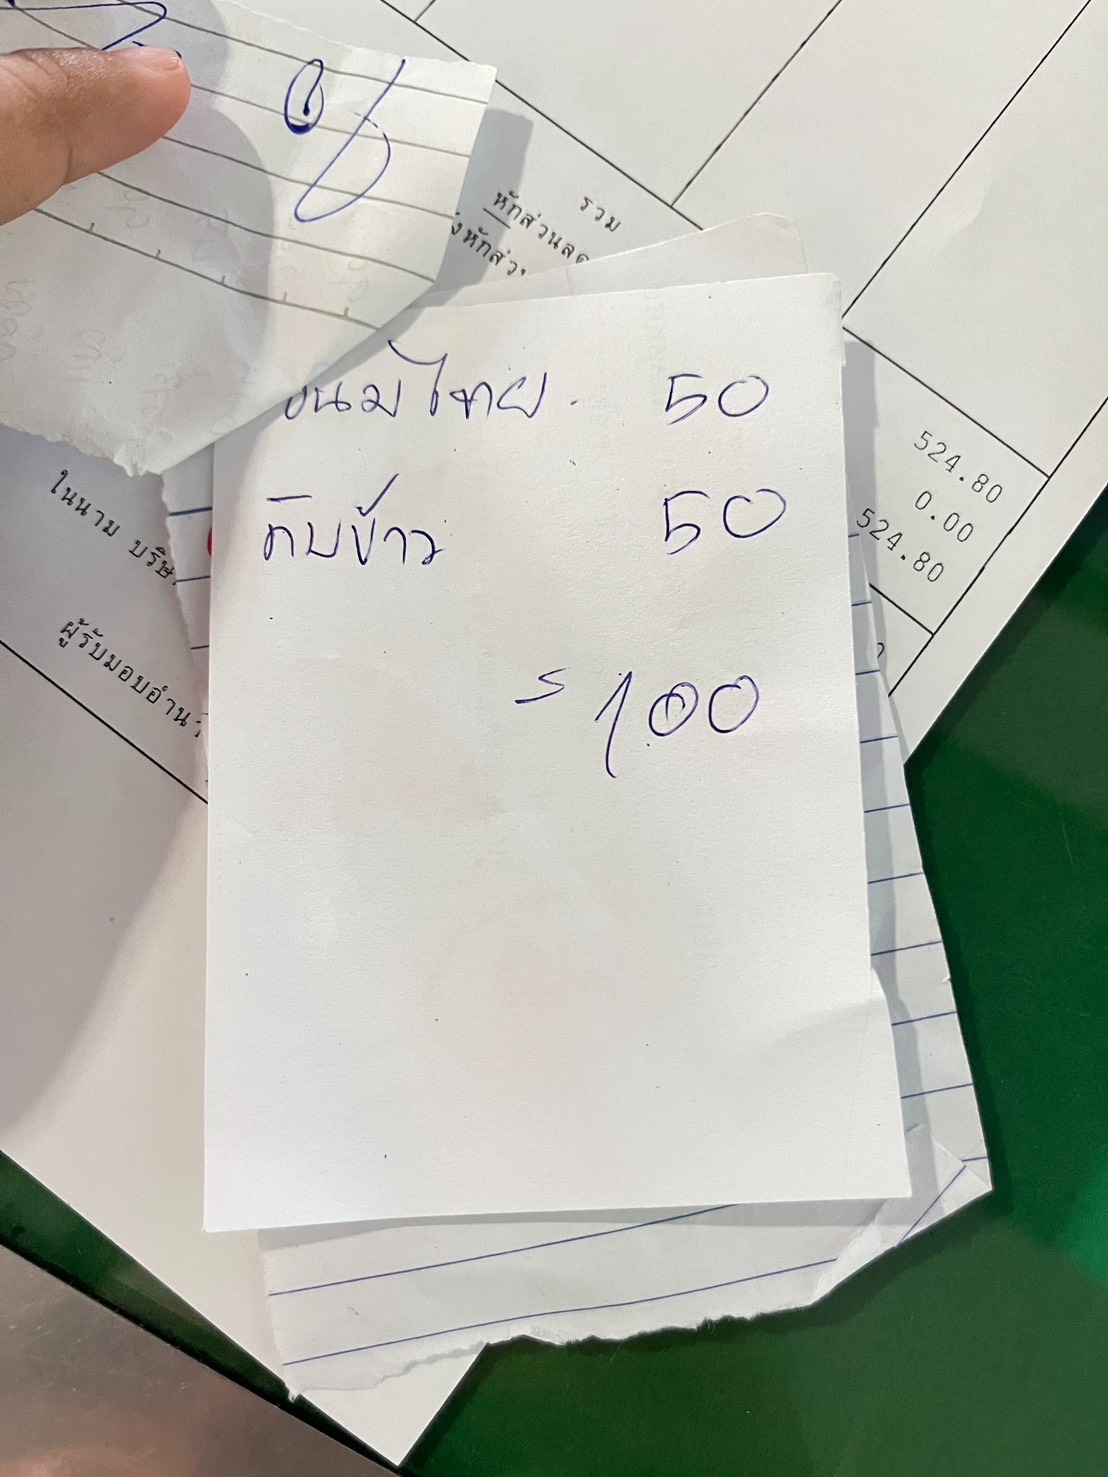 รวม
หักส่วนลด
524.80
0.00
524.80
ในนาม
ผู้รับมอบอำนา
ขนมไทย. 50
กับข้าว 50
= 100